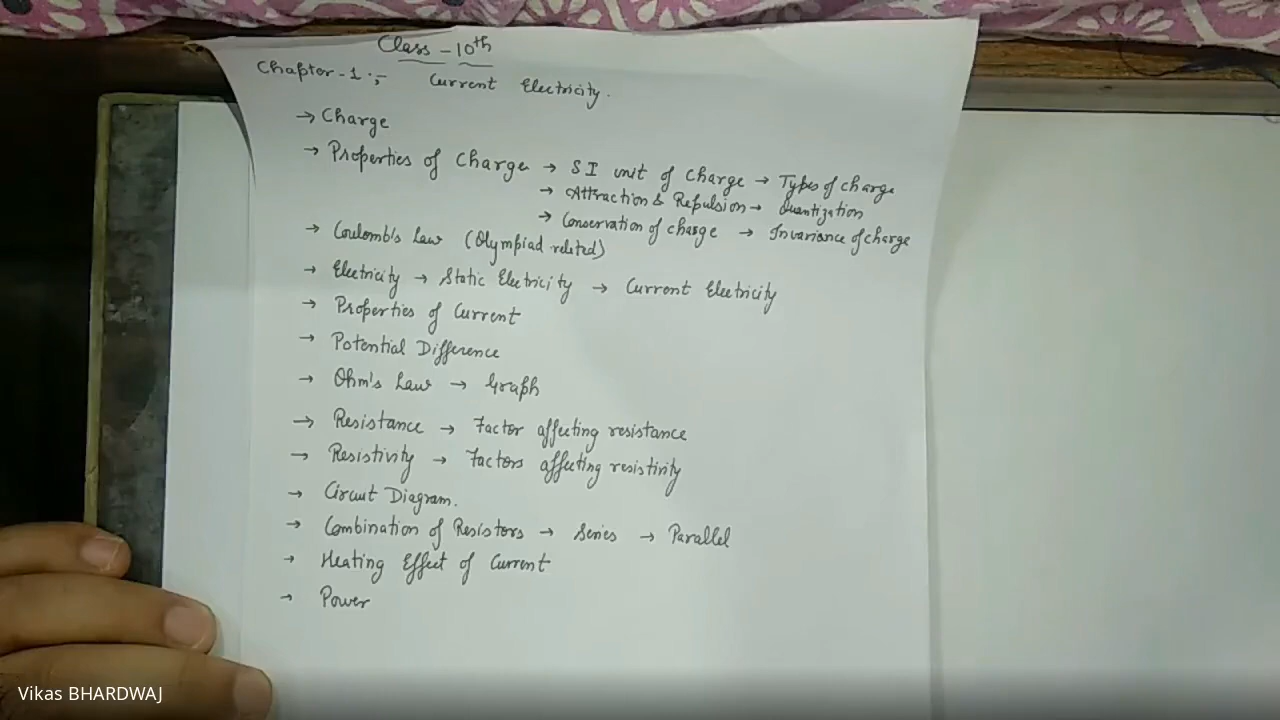 Class - 10th
Chapter-1 :- Current Electricity.
→ Charge
→ Properties of Charge → SI unit of Charge → Types of charge
→ Attraction & Repulsion → Quantization
→ Conservation of charge → Invariance of charge
→ Coulomb's Law (Olympiad related)
→ Electricity → Static Electricity → Current Electricity
→ Properties of Current
→ Potential Difference
→ Ohm's Law → Graph
→ Resistance → Factor affecting resistance
→ Resistivity → Factors affecting resistivity
→ Circuit Diagram.
→ Combination of Resistors → Series → Parallel
→ Heating Effect of Current
→ Power
Vikas BHARDWAJ